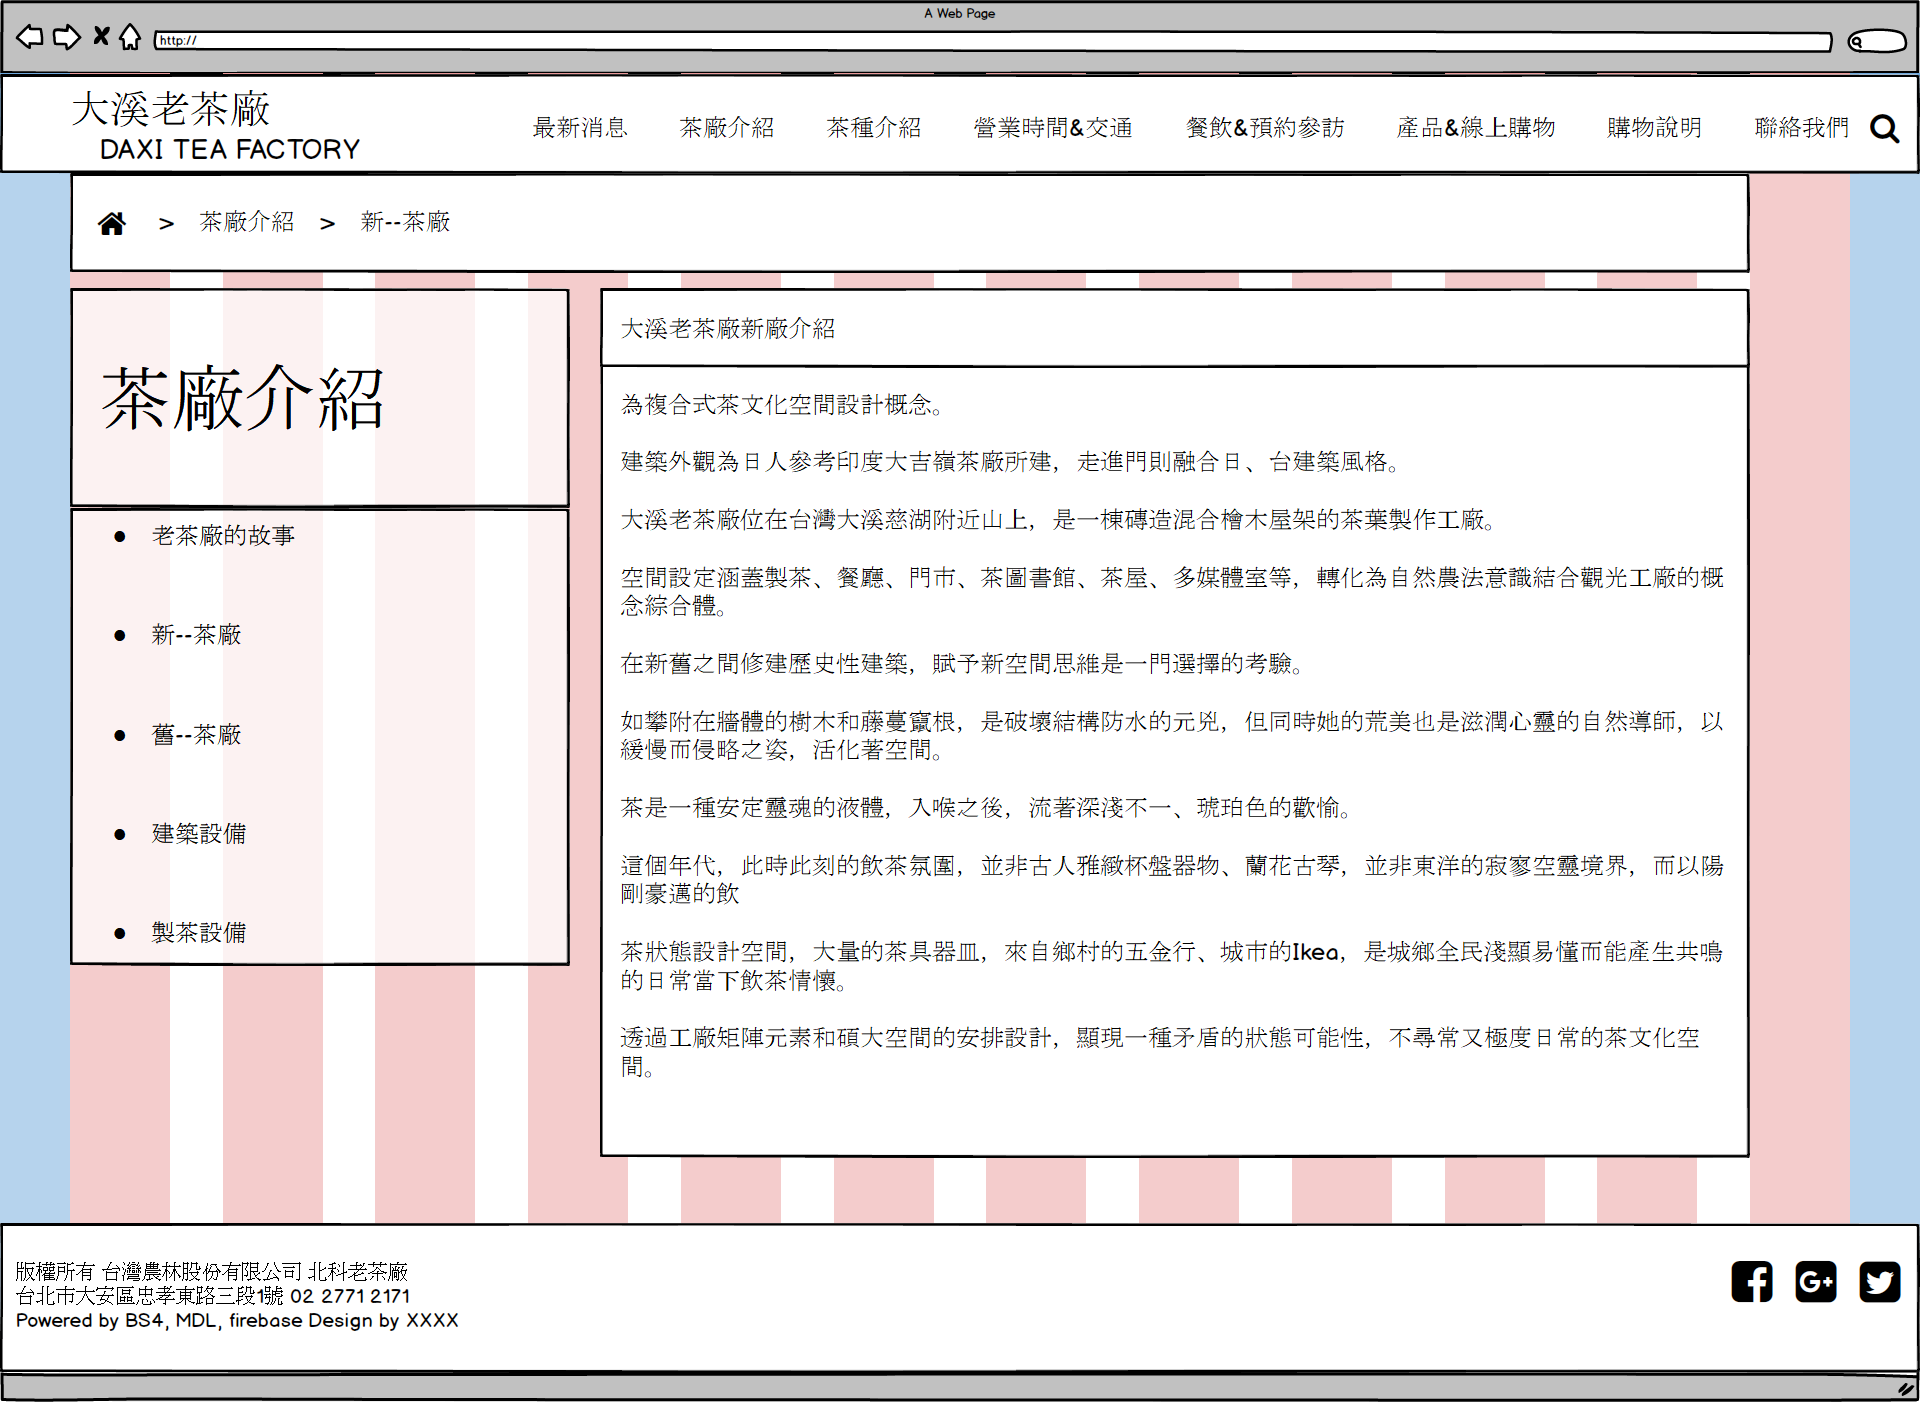 A Web Page
http://
大溪老茶廠
DAXI TEA FACTORY
最新消息 茶廠介紹 茶種介紹 營業時間&交通 餐飲&預約參訪 產品&線上購物 購物說明 聯絡我們
> 茶廠介紹 > 新--茶廠
茶廠介紹
● 老茶廠的故事
● 新--茶廠
● 舊--茶廠
● 建築設備
● 製茶設備
大溪老茶廠新廠介紹
為複合式茶文化空間設計概念。
建築外觀為日人參考印度大吉嶺茶廠所建，走進門則融合日、台建築風格。
大溪老茶廠位在台灣大溪慈湖附近山上，是一棟磚造混合檜木屋架的茶葉製作工廠。
空間設定涵蓋製茶、餐廳、門市、茶圖書館、茶屋、多媒體室等，轉化為自然農法意識結合觀光工廠的概
念綜合體。
在新舊之間修建歷史性建築，賦予新空間思維是一門選擇的考驗。
如攀附在牆體的樹木和藤蔓竄根，是破壞結構防水的元兇，但同時她的荒美也是滋潤心靈的自然導師，以
緩慢而侵略之姿，活化著空間。
茶是一種安定靈魂的液體，入喉之後，流著深淺不一、琥珀色的歡愉。
這個年代，此時此刻的飲茶氛圍，並非古人雅緻杯盤器物、蘭花古琴，並非東洋的寂寥空靈境界，而以陽
剛豪邁的飲
茶狀態設計空間，大量的茶具器皿，來自鄉村的五金行、城市的Ikea，是城鄉全民淺顯易懂而能產生共鳴
的日常當下飲茶情懷。
透過工廠矩陣元素和碩大空間的安排設計，顯現一種矛盾的狀態可能性，不尋常又極度日常的茶文化空
間。
版權所有 台灣農林股份有限公司 北科老茶廠
台北市大安區忠孝東路三段1號 02 2771 2171
Powered by BS4, MDL, firebase Design by XXXX